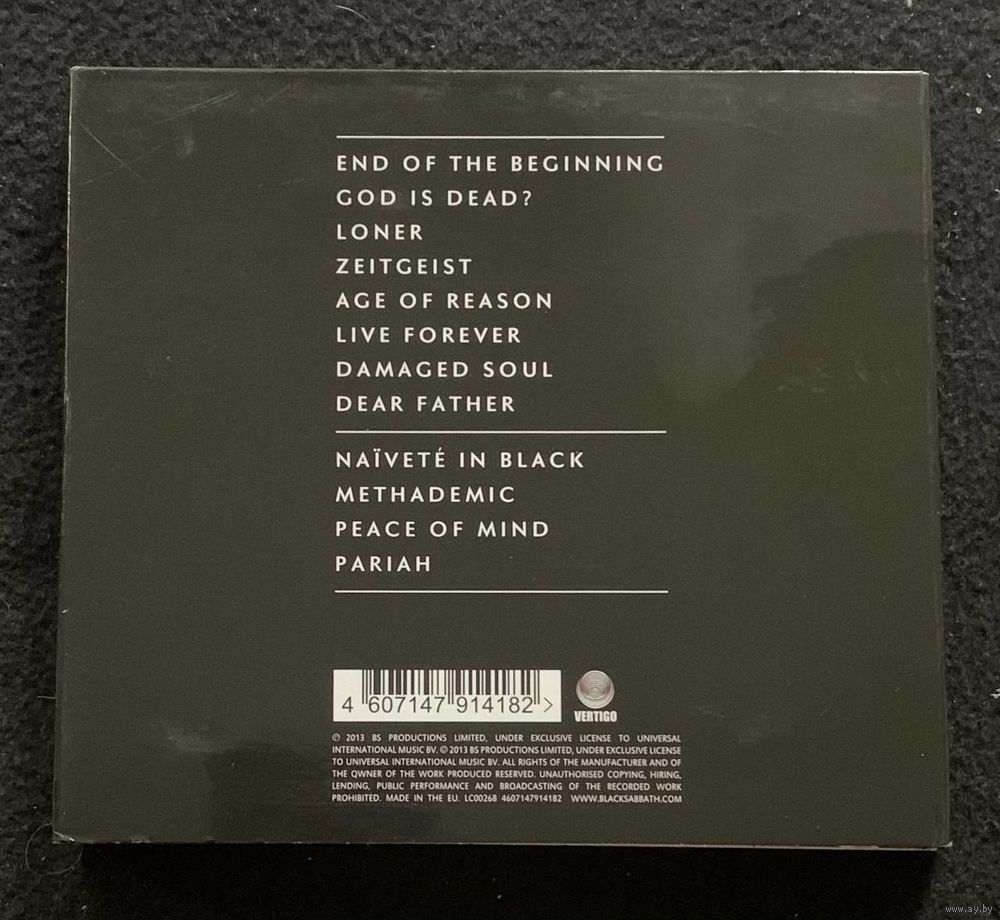 END OF THE BEGINNING
GOD IS DEAD?
LONER
ZEITGEIST
AGE OF REASON
LIVE FOREVER
DAMAGED SOUL
DEAR FATHER
NAÏVETÉ IN BLACK
METHADEMIC
PEACE OF MIND
PARIAH
4 607147 914182 >
VERTIGO
℗ 2013 BS PRODUCTIONS LIMITED, UNDER EXCLUSIVE LICENSE TO UNIVERSAL
INTERNATIONAL MUSIC BV. © 2013 BS PRODUCTIONS LIMITED, UNDER EXCLUSIVE LICENSE
TO UNIVERSAL INTERNATIONAL MUSIC BV. ALL RIGHTS OF THE MANUFACTURER AND OF
THE QWNER OF THE WORK PRODUCED RESERVED. UNAUTHORISED COPYING, HIRING,
LENDING, PUBLIC PERFORMANCE AND BROADCASTING OF THE RECORDED WORK
PROHIBITED. MADE IN THE EU. LC00268 4607147914182 WWW.BLACKSABBATH.COM
www.ay.by